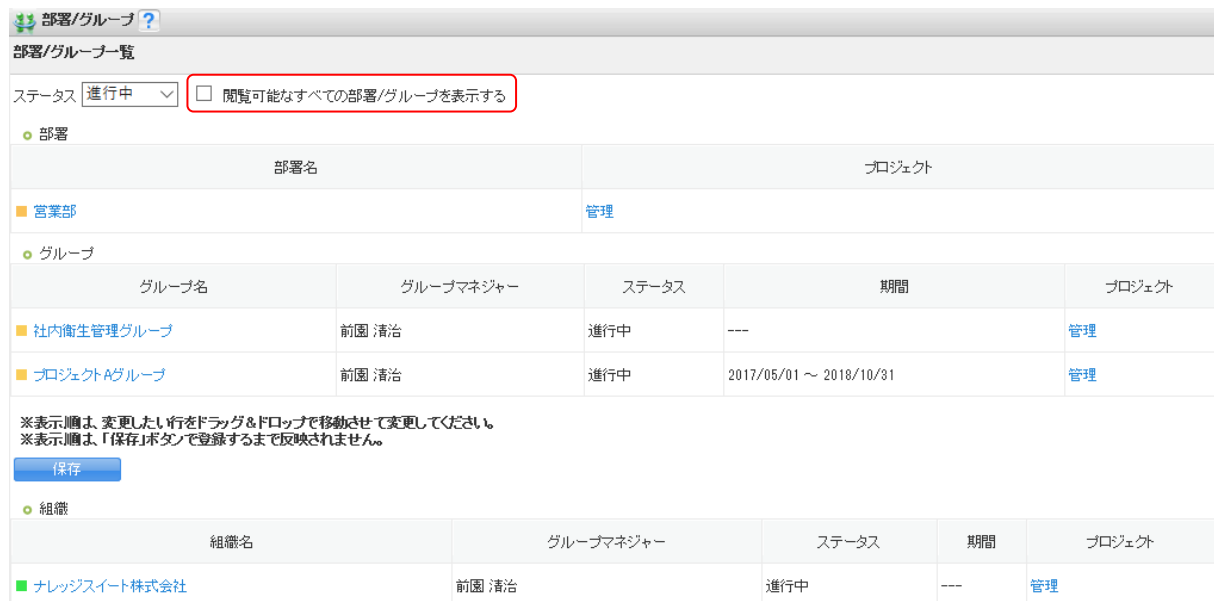 部署/グループ ?
部署/グループ一覧
ステータス 進行中 閲覧可能なすべての部署/グループを表示する
部署
部署名 プロジェクト
営業部 管理
グループ
グループ名 グループマネジャー ステータス 期間 プロジェクト
社内衛生管理グループ 前園 清治 進行中 --- 管理
プロジェクトAグループ 前園 清治 進行中 2017/05/01 ～ 2018/10/31 管理
※表示順は、変更したい行をドラッグ&ドロップで移動させて変更してください。
※表示順は、「保存」ボタンで登録するまで反映されません。
保存
組織
組織名 グループマネジャー ステータス 期間 プロジェクト
ナレッジスイート株式会社 前園 清治 進行中 --- 管理